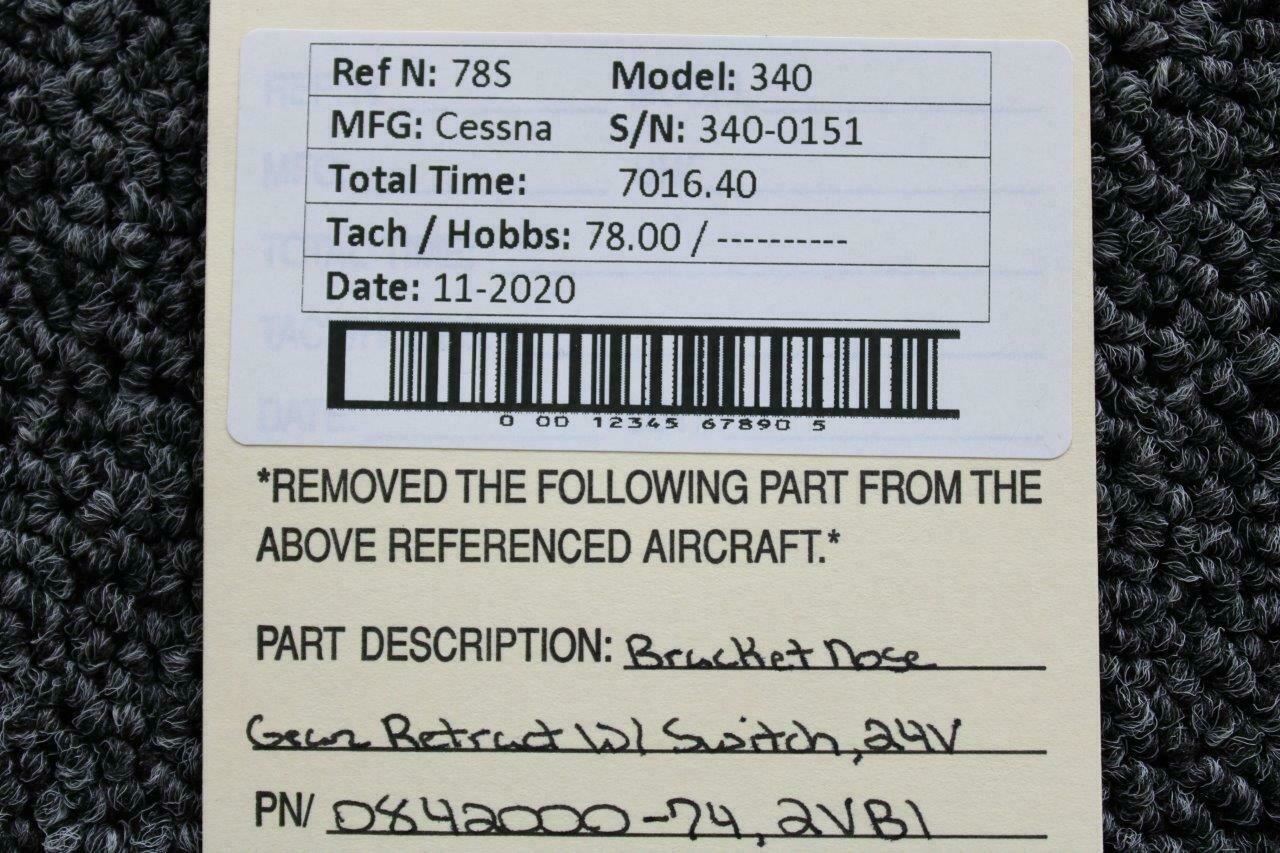 Ref N: 78S Model: 340
MFG: Cessna S/N: 340-0151
Total Time: 7016.40
Tach / Hobbs: 78.00 / ----------
Date: 11-2020
0 00 12345 67890 5
*REMOVED THE FOLLOWING PART FROM THE
ABOVE REFERENCED AIRCRAFT.*
PART DESCRIPTION: Bracket Nose
Gear Retract W/ Switch, 24V
PN/ 0842000-74, 2VB1